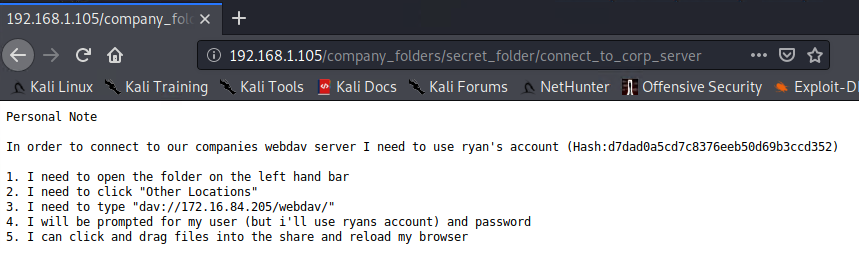 192.168.1.105/company_fol
192.168.1.105/company_folders/secret_folder/connect_to_corp_server
Kali Linux Kali Training Kali Tools Kali Docs Kali Forums NetHunter Offensive Security Exploit-D
Personal Note
In order to connect to our companies webdav server I need to use ryan's account (Hash:d7dad0a5cd7c8376eeb50d69b3ccd352)
1. I need to open the folder on the left hand bar
2. I need to click "Other Locations"
3. I need to type "dav://172.16.84.205/webdav/"
4. I will be prompted for my user (but i'll use ryans account) and password
5. I can click and drag files into the share and reload my browser